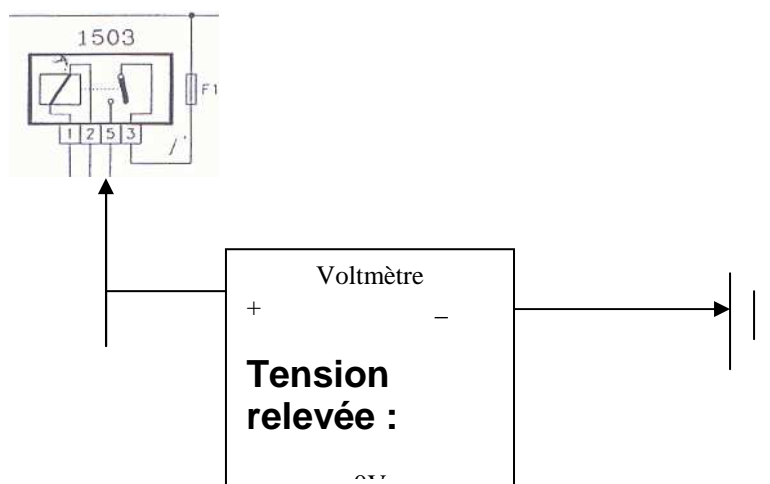 1503
F1
1 2 5 3
Voltmètre
+ –
Tension
relevée :